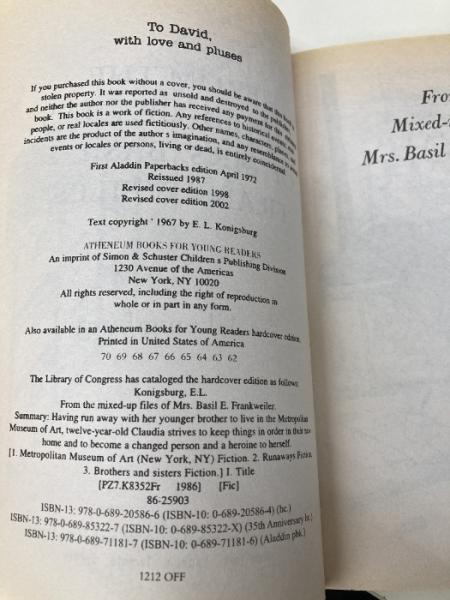 To David,
with love and pluses
If you purchased this book without a cover, you should be aware that this book
stolen property. It was reported as unsold and destroyed to the publisher
and neither the author nor the publisher has received any payment for this
book. This book is a work of fiction. Any references to historical events,
people, or real locales are used fictitiously. Other names, characters, places, and
incidents are the product of the author s imagination, and any resemblance to
events or locales or persons, living or dead, is entirely coincidental
First Aladdin Paperbacks edition April 1972
Reissued 1987
Revised cover edition 1998
Revised cover edition 2002
Text copyright ' 1967 by E. L. Konigsburg
ATHENEUM BOOKS FOR YOUNG READERS
An imprint of Simon & Schuster Children s Publishing Division
1230 Avenue of the Americas
New York, NY 10020
All rights reserved, including the right of reproduction in
whole or in part in any form.
Also available in an Atheneum Books for Young Readers hardcover edition
Printed in United States of America
70 69 68 67 66 65 64 63 62
The Library of Congress has cataloged the hardcover edition as follows:
Konigsburg, E.L.
From the mixed-up files of Mrs. Basil E. Frankweiler.
Summary: Having run away with her younger brother to live in the Metropolitan
Museum of Art, twelve-year-old Claudia strives to keep things in order in their
home and to become a changed person and a heroine to herself.
[1. Metropolitan Museum of Art (New York, NY) Fiction. 2. Runaways Fiction.
3. Brothers and sisters Fiction.] I. Title
[PZ7.K8352Fr 1986] [Fic]
86-25903
ISBN-13: 978-0-689-20586-6 (ISBN-10: 0-689-20586-4) (hc.)
ISBN-13: 978-0-689-85322-7 (ISBN-10: 0-689-85322-X) (35th Anniversary hc)
ISBN-13: 978-0-689-71181-7 (ISBN-10: 0-689-71181-6) (Aladdin pbk.)
1212 OFF
Fro
Mixed-
Mrs. Basil